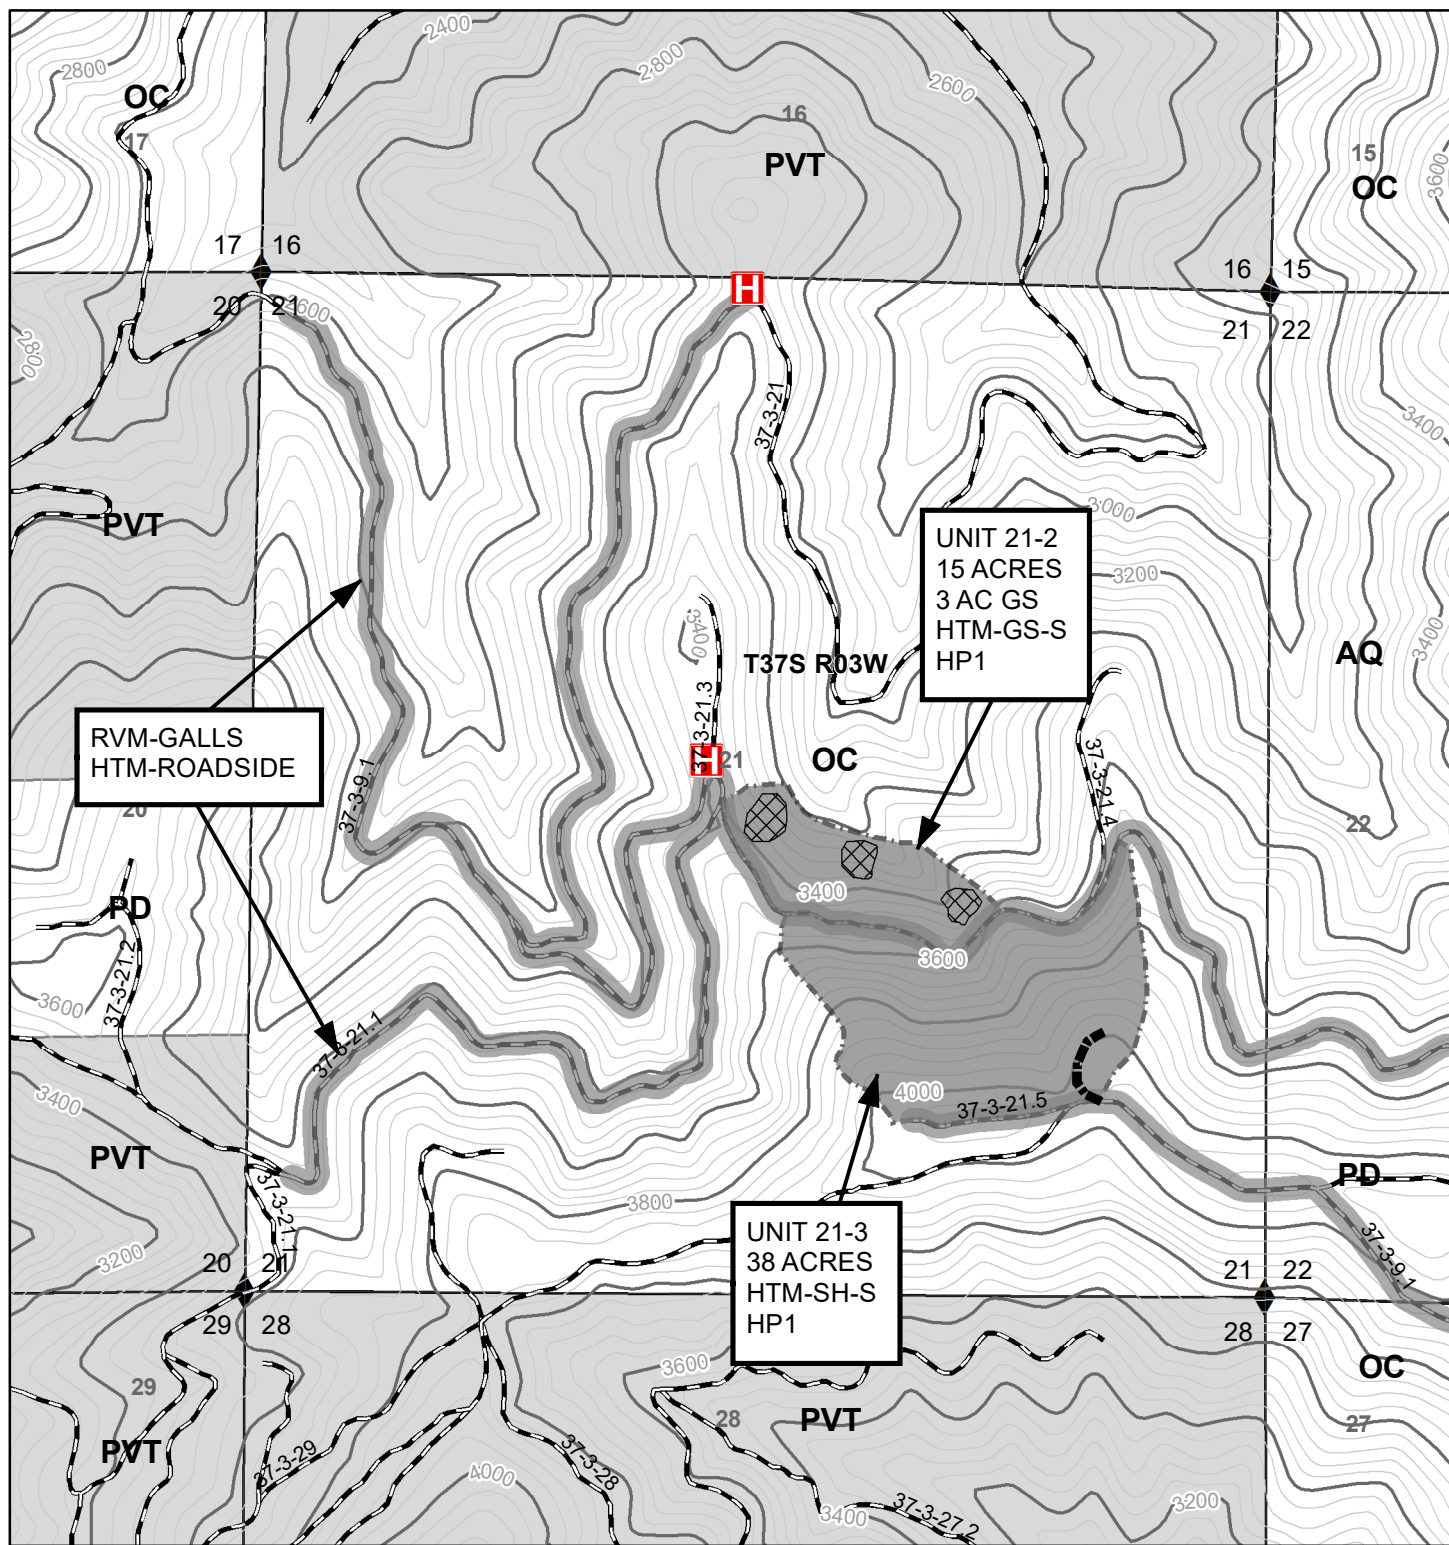 2400
2800
2800
2600
OC
17
16
PVT
15
OC
3600
17 16
16 15
20 21
21 22
2600
2800
H
37-3-21
3400
PVT
3000
3200
UNIT 21-2
15 ACRES
3 AC GS
HTM-GS-S
HP1
3400
T37S R03W
3400
AQ
37-3-21.3
RVM-GALLS
HTM-ROADSIDE
H
21
OC
37-3-21.4
37-3-9.1
20
22
3400
PD
3600
37-3-21.2
3600
37-3-21.1
3400
4000
37-3-21.5
PVT
PD
3800
37-3-21.1
3200
UNIT 21-3
38 ACRES
HTM-SH-S
HP1
37-3-9.1
20 21
21 22
29 28
28 27
3600
OC
29
28
PVT
27
PVT
37-3-29
4000
37-3-28
3400
37-3-27.2
3200